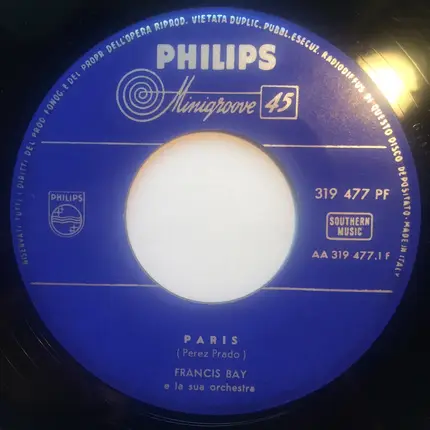 RISERVATI TUTTI I DIRITTI DEL PROD. FONOG. E DEL PROPR. DELL'OPERA RIPROD. VIETATA DUPLIC. PUBBL. ESECUZ. RADIODIFFUS. DI QUESTO DISCO DEPOSITATO - MADE IN ITALY
PHILIPS
Minigroove 45
319 477 PF
PHILIPS
SOUTHERN
MUSIC
AA 319 477.1 F
PARIS
( Perez Prado )
FRANCIS BAY
e la sua orchestra